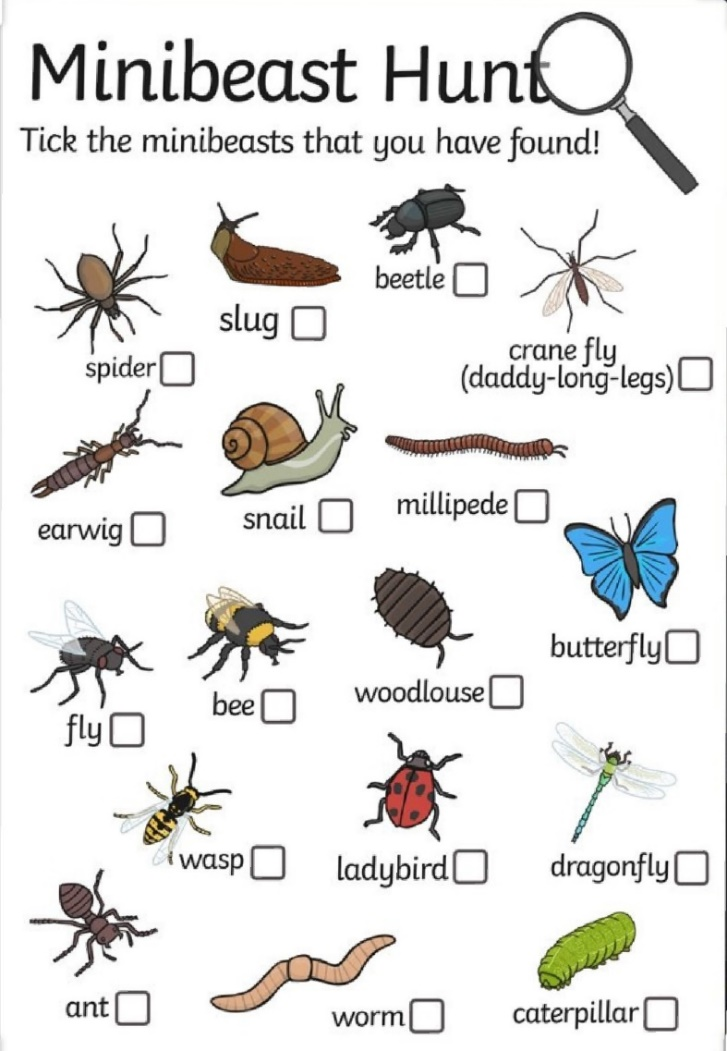 Minibeast Hunt
Tick the minibeasts that you have found!
beetle
slug
crane fly
(daddy-long-legs)
spider
millipede
snail
earwig
butterfly
woodlouse
bee
fly
wasp
ladybird
dragonfly
ant
worm
caterpillar